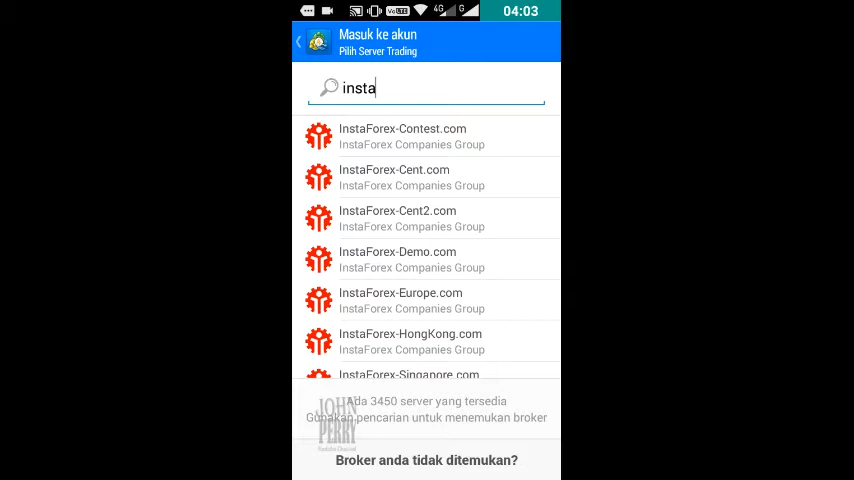 VoLTE 4G G 04:03
Masuk ke akun
Pilih Server Trading
insta
InstaForex-Contest.com
InstaForex Companies Group
InstaForex-Cent.com
InstaForex Companies Group
InstaForex-Cent2.com
InstaForex Companies Group
InstaForex-Demo.com
InstaForex Companies Group
InstaForex-Europe.com
InstaForex Companies Group
InstaForex-HongKong.com
InstaForex Companies Group
InstaForex-Singapore.com
Ada 3450 server yang tersedia
Gunakan pencarian untuk menemukan broker
JOHN
PERRY
Broker anda tidak ditemukan?